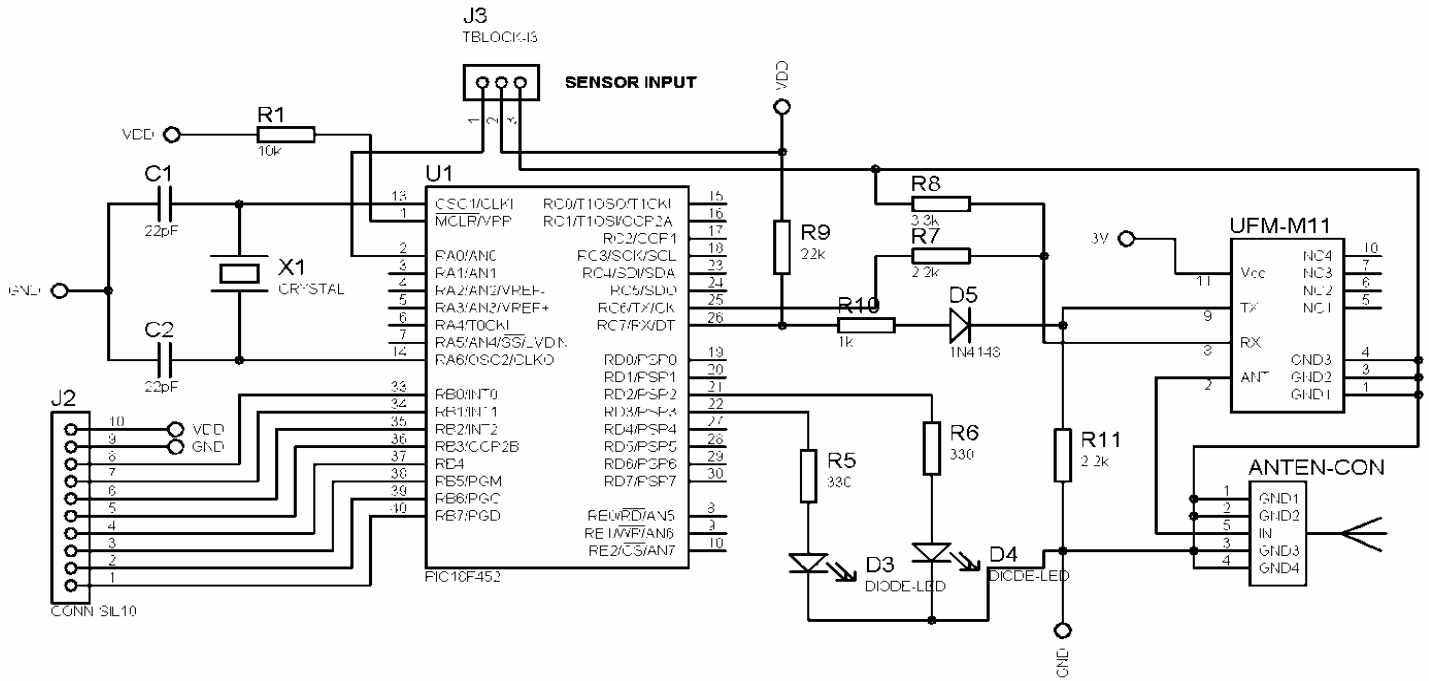 J3
TBLOCK-I3
SENSOR INPUT
1
2
3
VDD
VDD
R1
10k
C1
22pF
GND
X1
CRYSTAL
C2
22pF
U1
13
OSC1/CLKI
1
MCLR/VPP
2
RA0/AN0
3
RA1/AN1
4
RA2/AN2/VREF-
5
RA3/AN3/VREF+
6
RA4/T0CKI
7
RA5/AN4/SS/LVDIN
14
RA6/OSC2/CLKO
33
RB0/INT0
34
RB1/INT1
35
RB2/INT2
36
RB3/CCP2B
37
RB4
38
RB5/PGM
39
RB6/PGC
40
RB7/PGD
RC0/T1OSO/T1CKI
15
RC1/T1OSI/CCP2A
16
RC2/CCP1
17
RC3/SCK/SCL
18
RC4/SDI/SDA
23
RC5/SDO
24
RC6/TX/CK
25
RC7/RX/DT
26
RD0/PSP0
19
RD1/PSP1
20
RD2/PSP2
21
RD3/PSP3
22
RD4/PSP4
27
RD5/PSP5
28
RD6/PSP6
29
RD7/PSP7
30
RE0/RD/AN5
8
RE1/WR/AN6
9
RE2/CS/AN7
10
PIC18F452
J2
10
9
8
7
6
5
4
3
2
1
VDD
GND
CONN-SIL10
R9
22k
R8
3.3k
R7
2.2k
R10
1k
D5
1N4148
R5
330
R6
330
D3
DIODE-LED
D4
DIODE-LED
R11
2.2k
GND
3V
UFM-M11
11
Vcc
9
TX
8
RX
2
ANT
NC4
10
NC3
7
NC2
6
NC1
5
GND3
4
GND2
3
GND1
1
ANTEN-CON
1
GND1
2
GND2
5
IN
3
GND3
4
GND4